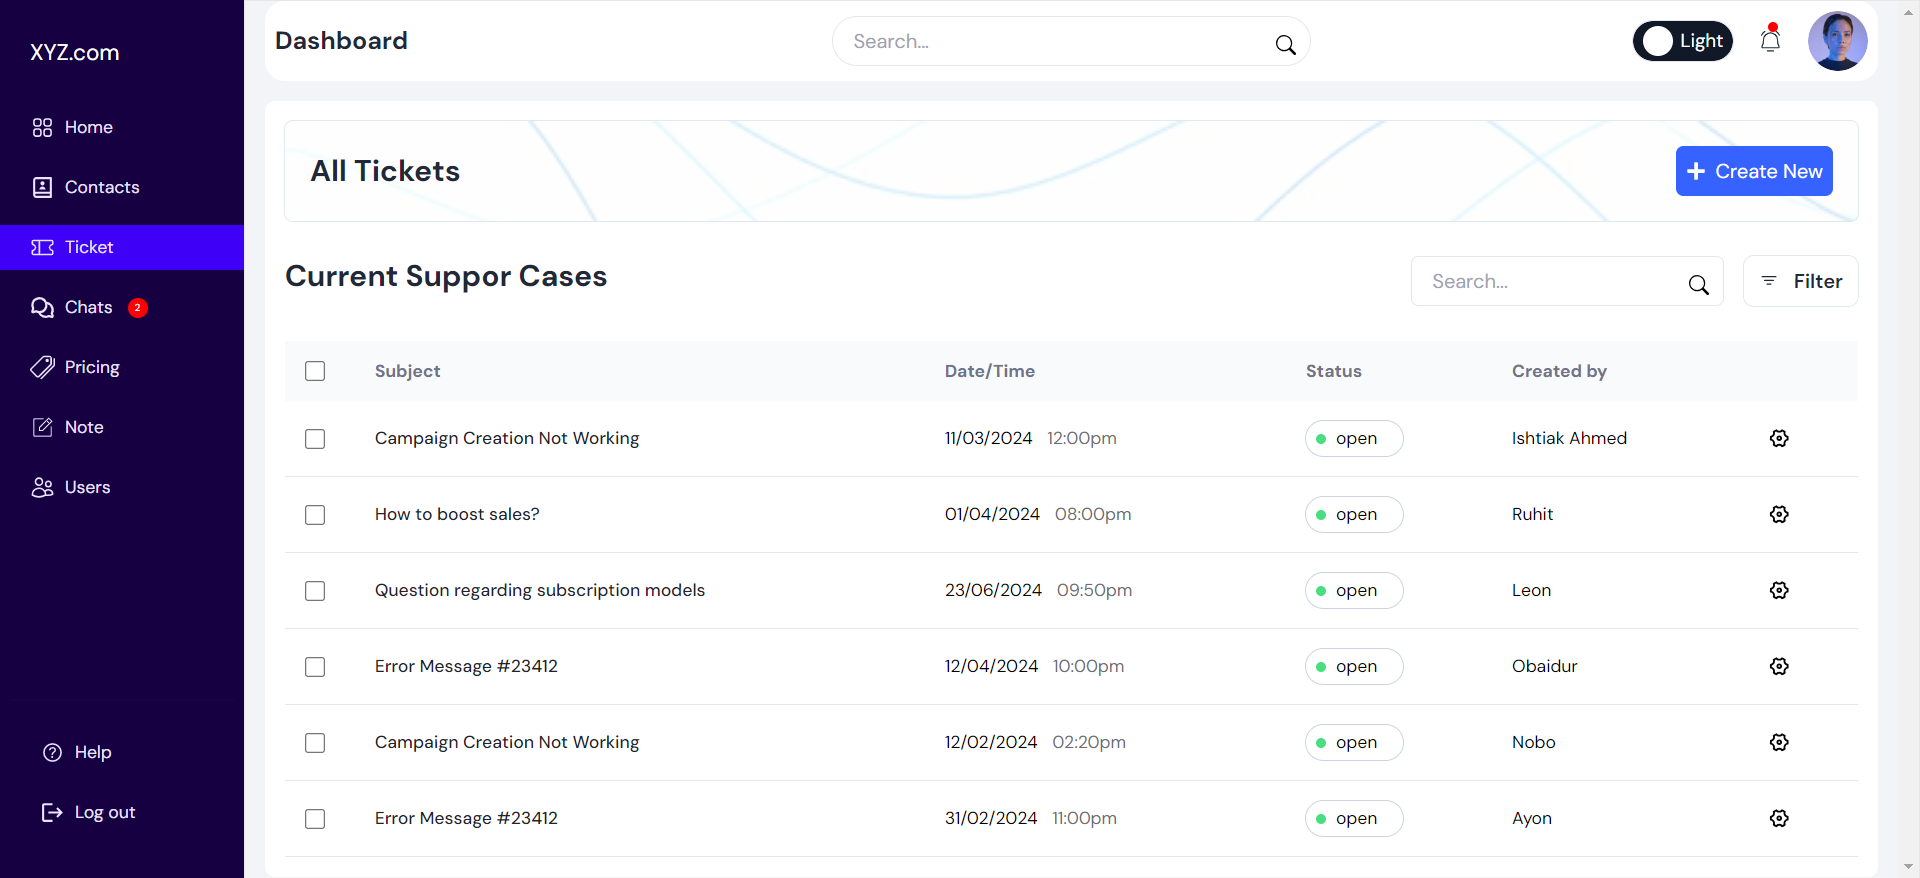 XYZ.com
Home
Contacts
Ticket
Chats 2
Pricing
Note
Users
Help
Log out
Dashboard
Search...
Light
All Tickets
Create New
Current Suppor Cases
Search...
Filter
Subject Date/Time Status Created by
Campaign Creation Not Working 11/03/2024 12:00pm open Ishtiak Ahmed
How to boost sales? 01/04/2024 08:00pm open Ruhit
Question regarding subscription models 23/06/2024 09:50pm open Leon
Error Message #23412 12/04/2024 10:00pm open Obaidur
Campaign Creation Not Working 12/02/2024 02:20pm open Nobo
Error Message #23412 31/02/2024 11:00pm open Ayon